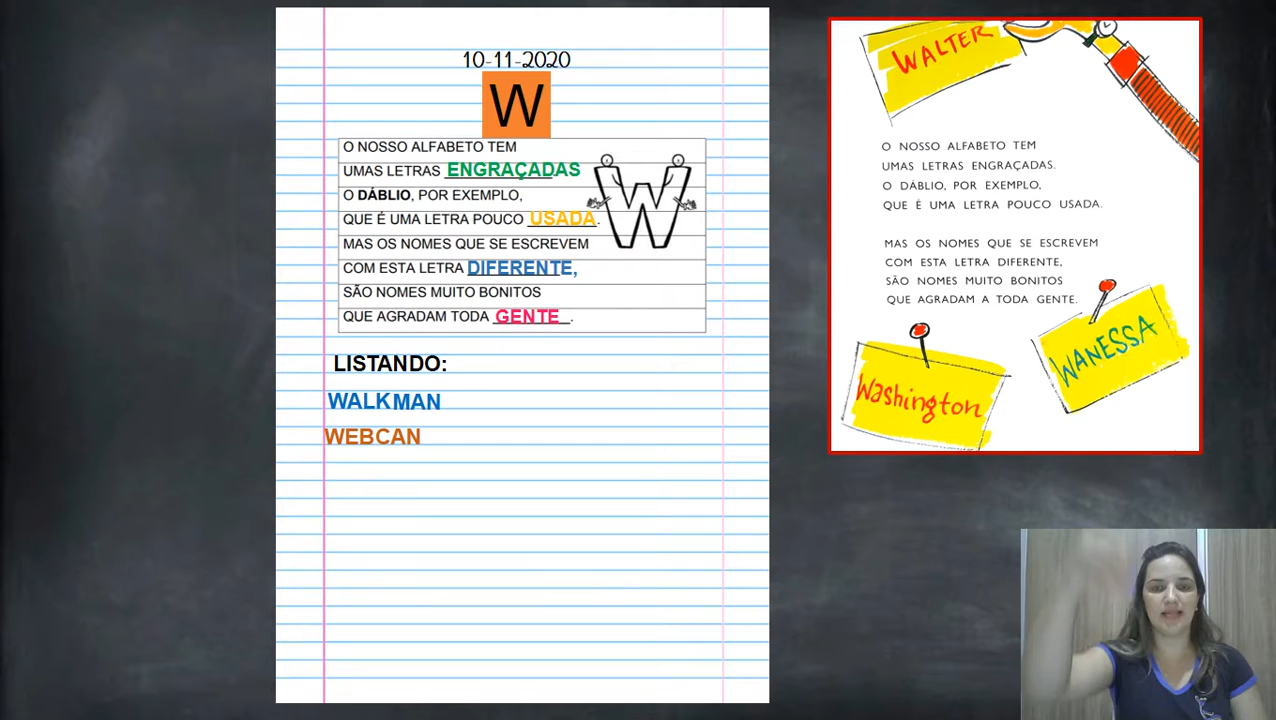 10-11-2020
W
O NOSSO ALFABETO TEM
UMAS LETRAS ENGRAÇADAS
O DÁBLIO, POR EXEMPLO,
QUE É UMA LETRA POUCO USADA.
MAS OS NOMES QUE SE ESCREVEM
COM ESTA LETRA DIFERENTE,
SÃO NOMES MUITO BONITOS
QUE AGRADAM TODA GENTE.
LISTANDO:
WALKMAN
WEBCAN
WALTER
O NOSSO ALFABETO TEM
UMAS LETRAS ENGRAÇADAS.
O DÁBLIO, POR EXEMPLO,
QUE É UMA LETRA POUCO USADA.
MAS OS NOMES QUE SE ESCREVEM
COM ESTA LETRA DIFERENTE,
SÃO NOMES MUITO BONITOS
QUE AGRADAM A TODA GENTE.
WANESSA
Washington